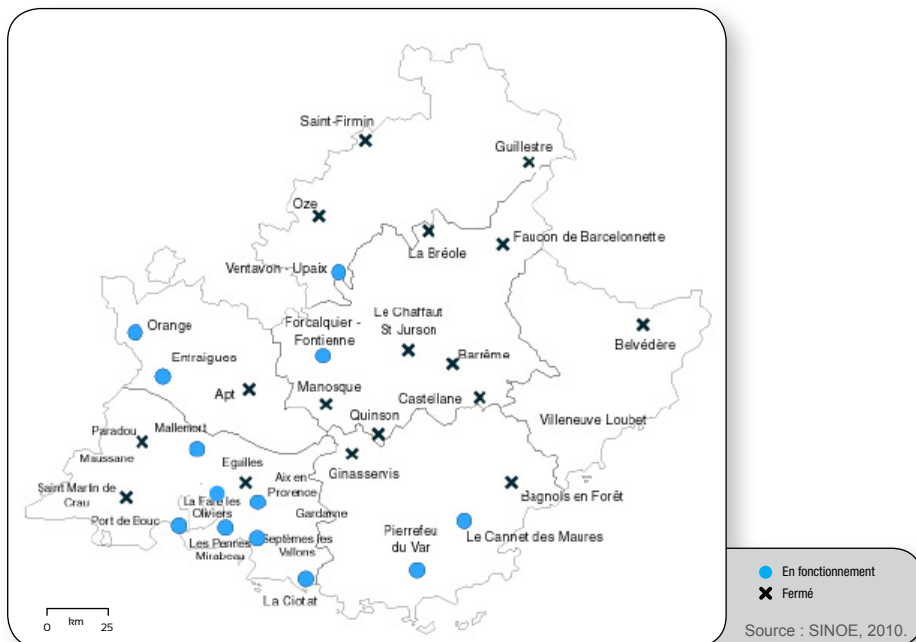 Saint-Firmin
Guillestre
Oze
La Bréole
Faucon de Barcelonnette
Ventavon - Upaix
Orange
Forcalquier -
Fontienne
Le Chaffaut
St Jurson
Belvédère
Entraigues
Barrême
Apt
Manosque
Castellane
Quinson
Villeneuve Loubet
Paradou
Mallemort
Maussane
Eguilles
Ginasservis
Aix en
Provence
Saint Martin de
Crau
La Fare les
Oliviers
Bagnols en Forêt
Port de Bouc
Gardanne
Les Pennes
Mirabeau
Septèmes les
Vallons
Pierrefeu
du Var
Le Cannet des Maures
La Ciotat
0 km 25
En fonctionnement
Fermé
Source : SINOE, 2010.